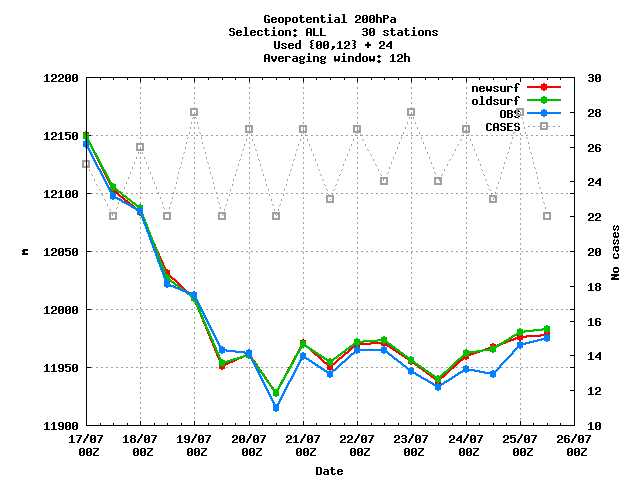 Geopotential 200hPa
Selection: ALL 30 stations
Used {00,12} + 24
Averaging window: 12h
newsurf
oldsurf
OBS
CASES
12200
12150
12100
12050
12000
11950
11900
m
30
28
26
24
22
20
18
16
14
12
10
No cases
17/07 18/07 19/07 20/07 21/07 22/07 23/07 24/07 25/07 26/07
00Z 00Z 00Z 00Z 00Z 00Z 00Z 00Z 00Z 00Z
Date